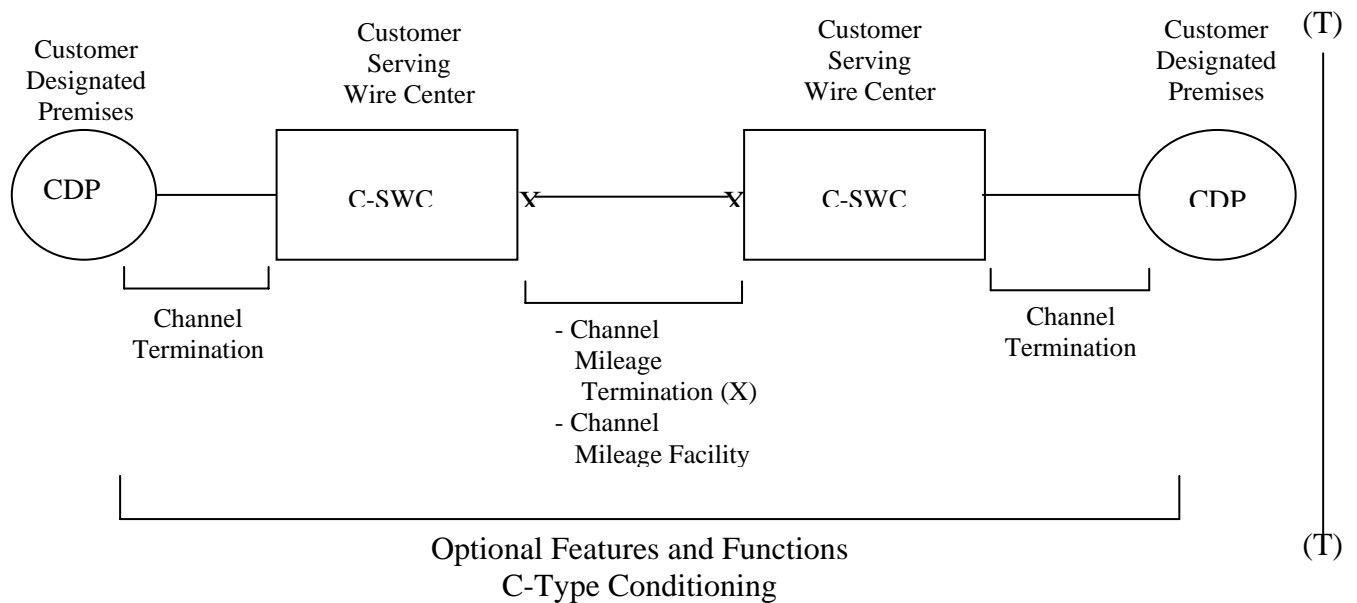 Customer
Designated
Premises
Customer
Serving
Wire Center
Customer
Serving
Wire Center
Customer
Designated
Premises
(T)
CDP
C-SWC
X
X
C-SWC
CDP
Channel
Termination
- Channel
Mileage
Termination (X)
- Channel
Mileage Facility
Channel
Termination
Optional Features and Functions
C-Type Conditioning
(T)